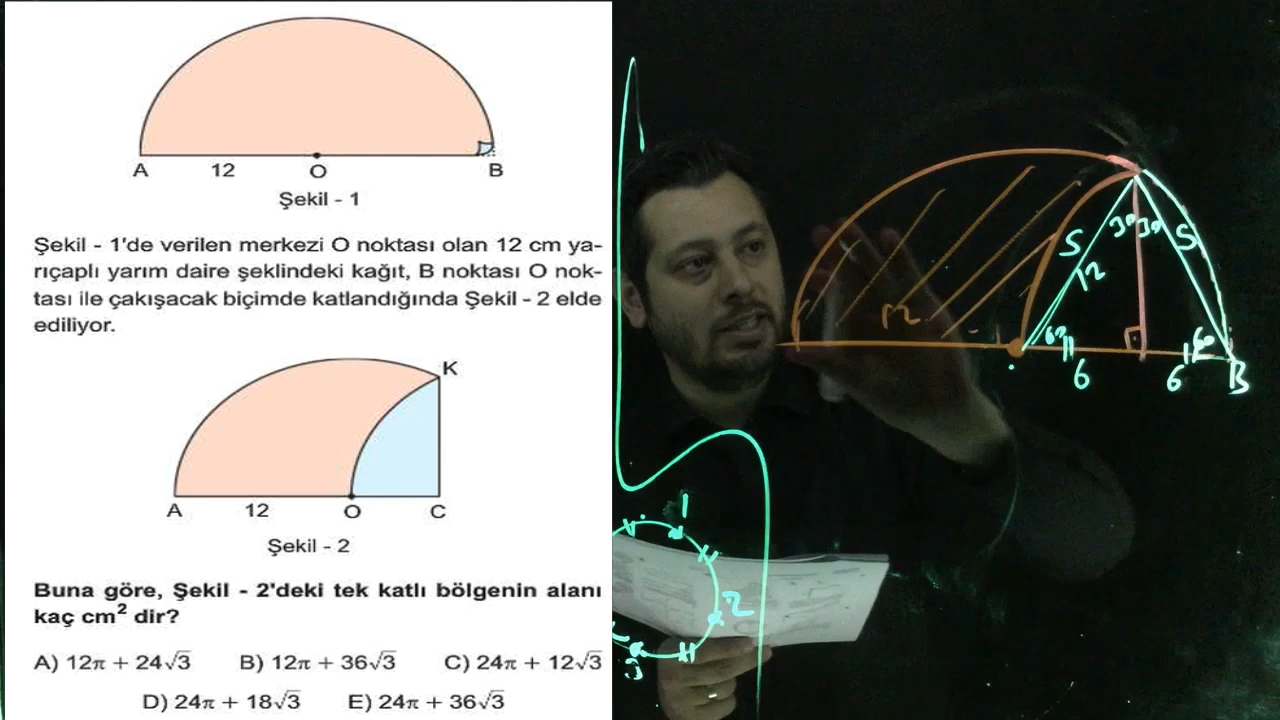 A 12 O B
Şekil - 1
Şekil - 1'de verilen merkezi O noktası olan 12 cm ya-
rıçaplı yarım daire şeklindeki kağıt, B noktası O nok-
tası ile çakışacak biçimde katlandığında Şekil - 2 elde
ediliyor.
K
A 12 O C
Şekil - 2
Buna göre, Şekil - 2'deki tek katlı bölgenin alanı
kaç cm² dir?
A) 12π + 24√3 B) 12π + 36√3 C) 24π + 12√3
D) 24π + 18√3 E) 24π + 36√3
30 30
S S
12
12
60 60
6 6 B
1
2
3